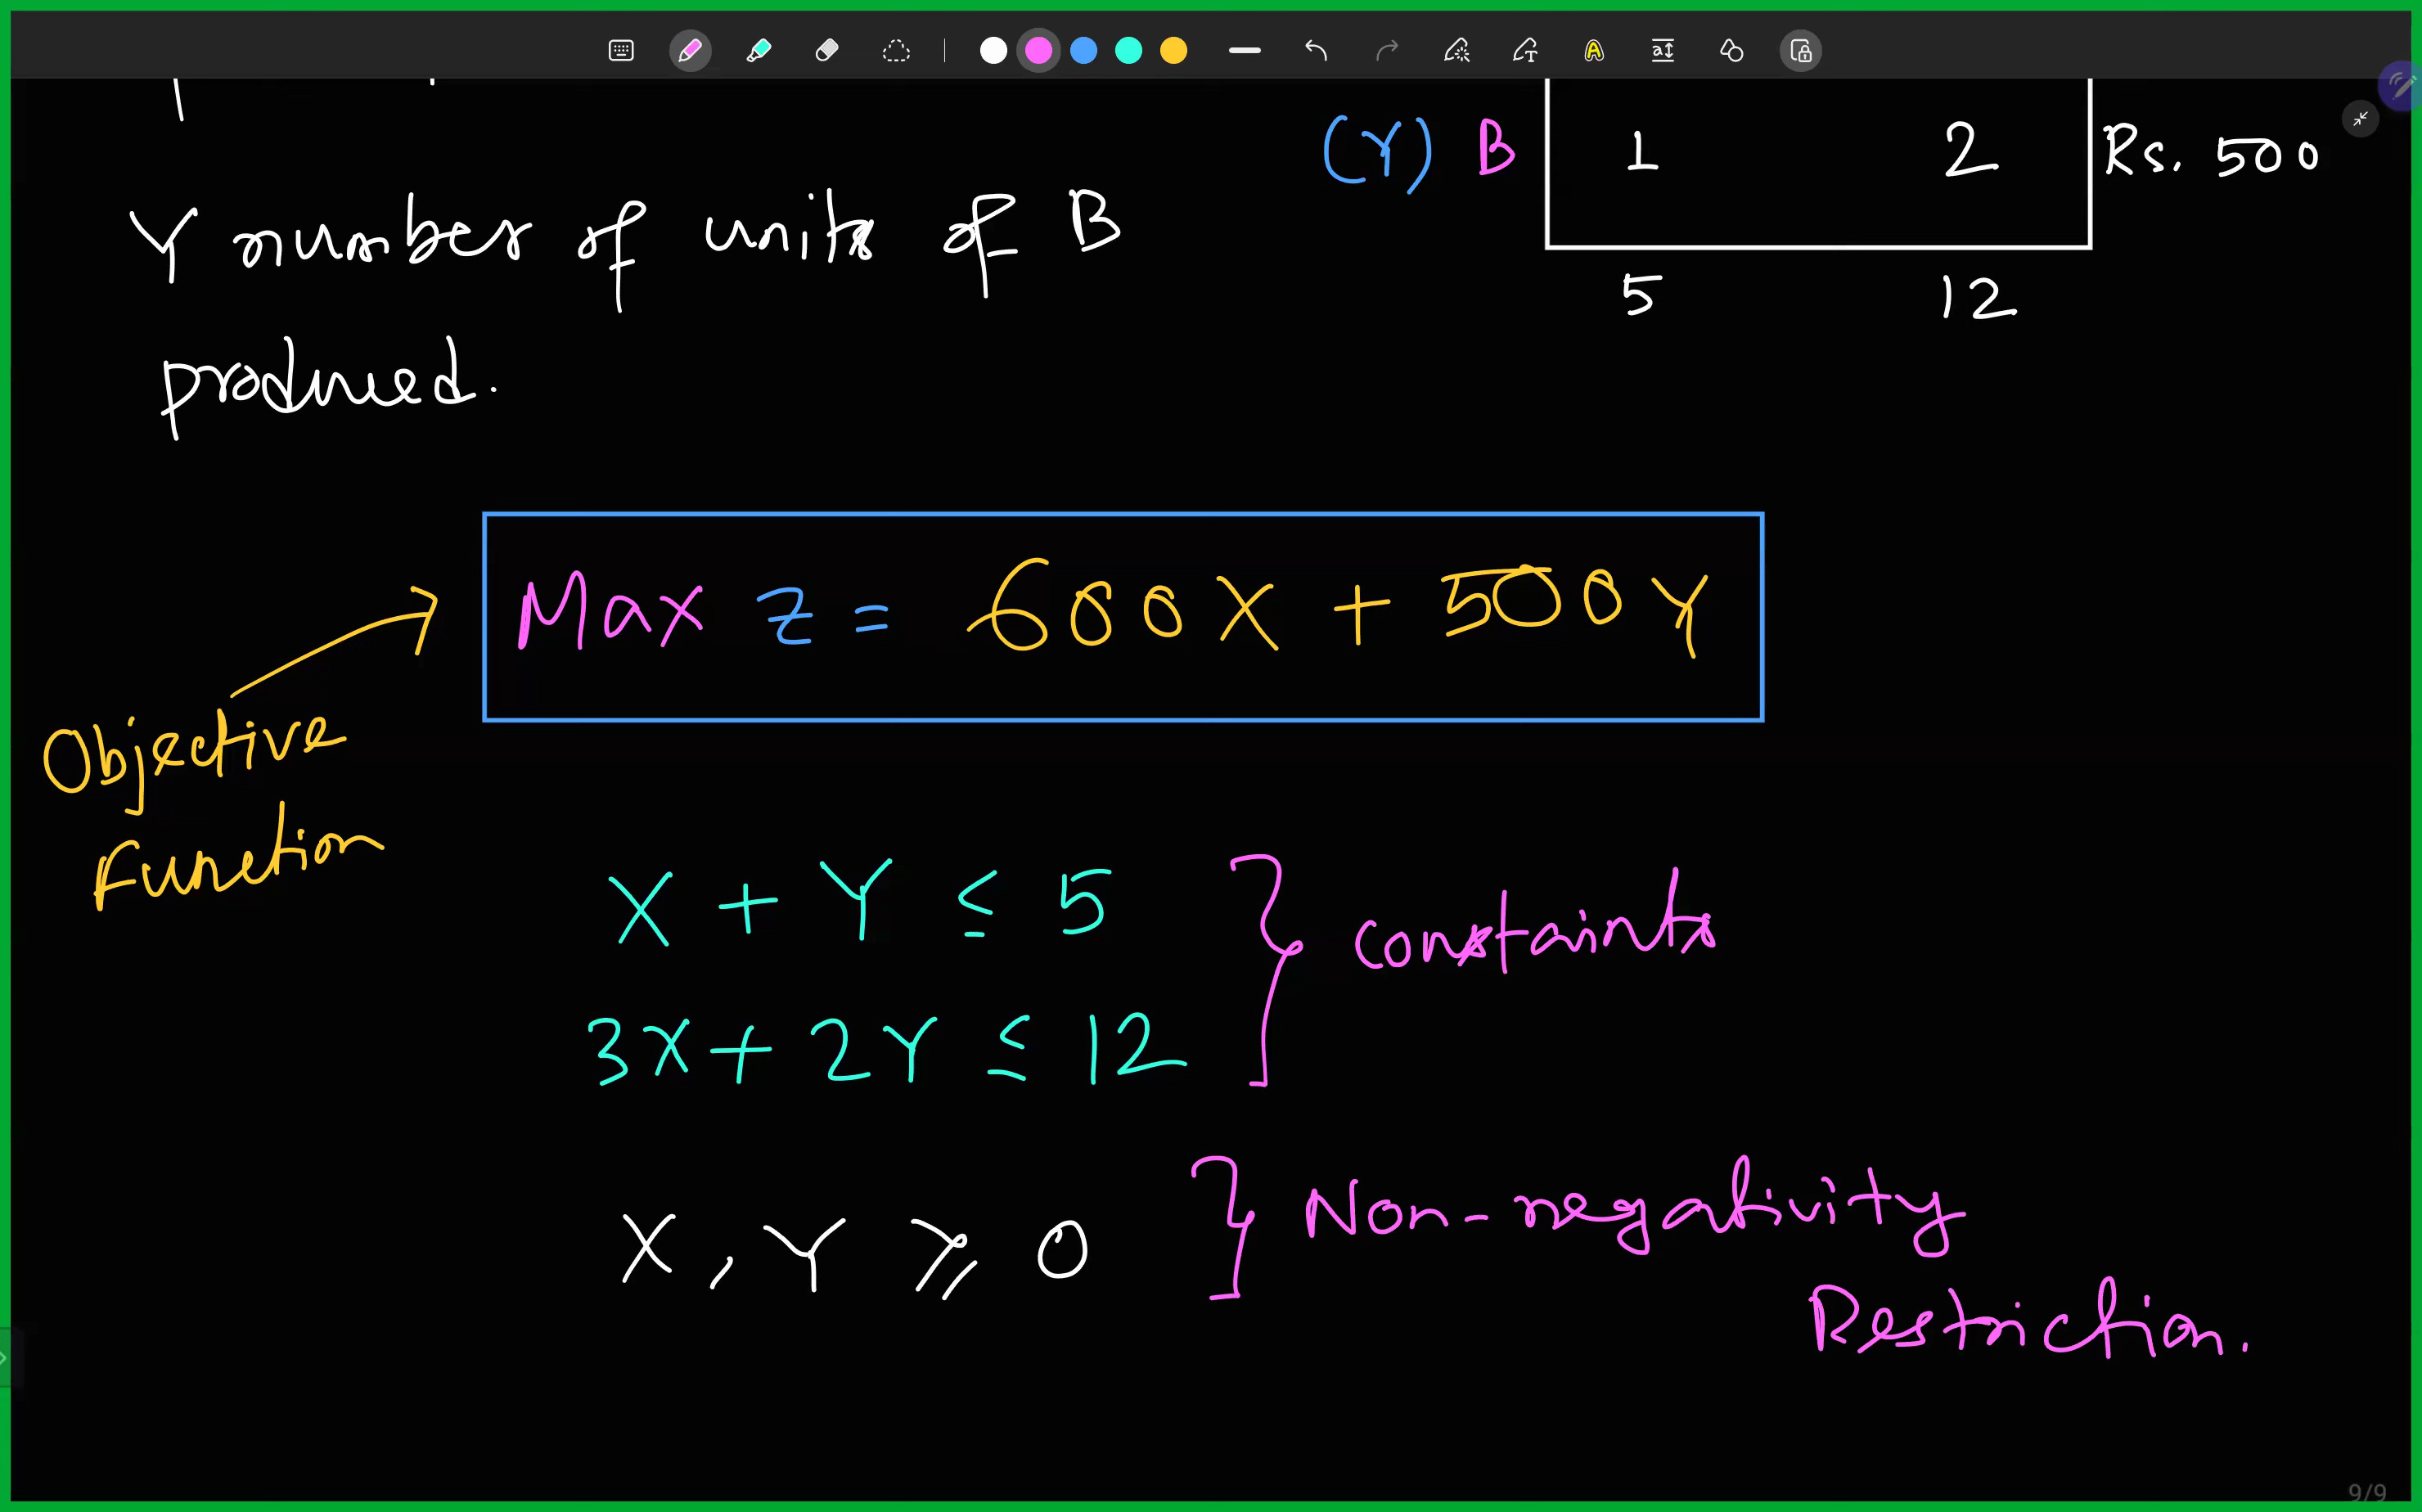 (Y) B 1 2 Rs. 500
Y number of units of B
5 12
produced.
Max Z = 600X + 500Y
Objective
Function
X + Y ≤ 5
constaints
3X + 2Y ≤ 12
X, Y ≥ 0
Non-negativity
Restriction.
9/9